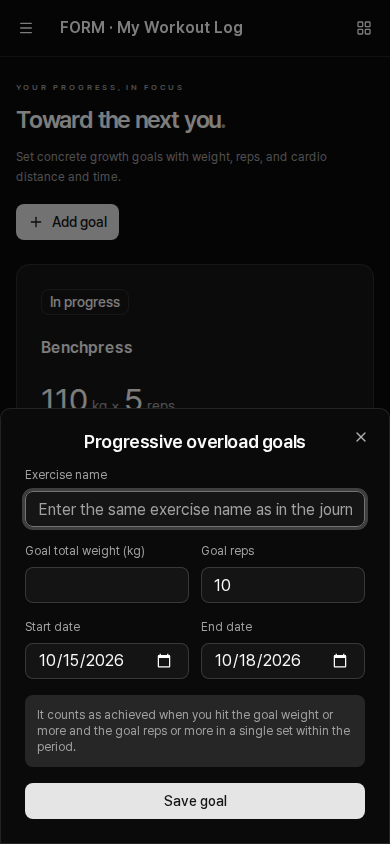 FORM · My Workout Log
YOUR PROGRESS, IN FOCUS
Toward the next you.
Set concrete growth goals with weight, reps, and cardio
distance and time.
Add goal
In progress
Benchpress
110 kg × 5 reps
Progressive overload goals
Exercise name
Enter the same exercise name as in the journ
Goal total weight (kg) Goal reps
10
Start date End date
10/15/2026 10/18/2026
It counts as achieved when you hit the goal weight or
more and the goal reps or more in a single set within the
period.
Save goal